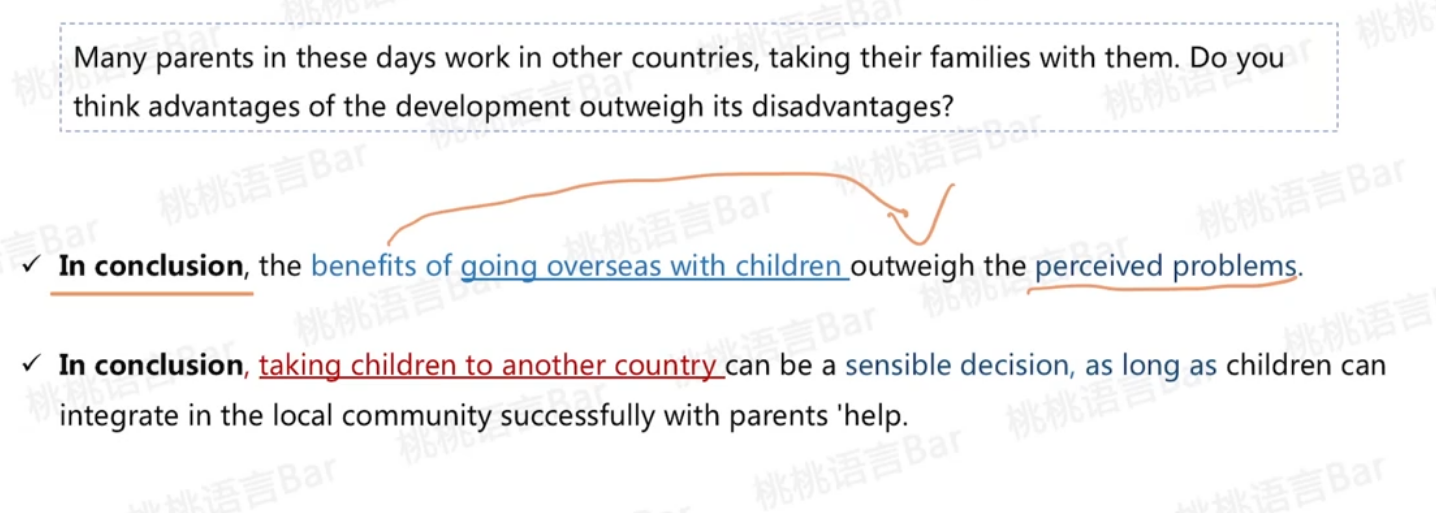 Many parents in these days work in other countries, taking their families with them. Do you
think advantages of the development outweigh its disadvantages?
✓ In conclusion, the benefits of going overseas with children outweigh the perceived problems.
✓ In conclusion, taking children to another country can be a sensible decision, as long as children can
integrate in the local community successfully with parents 'help.
桃桃语言Bar